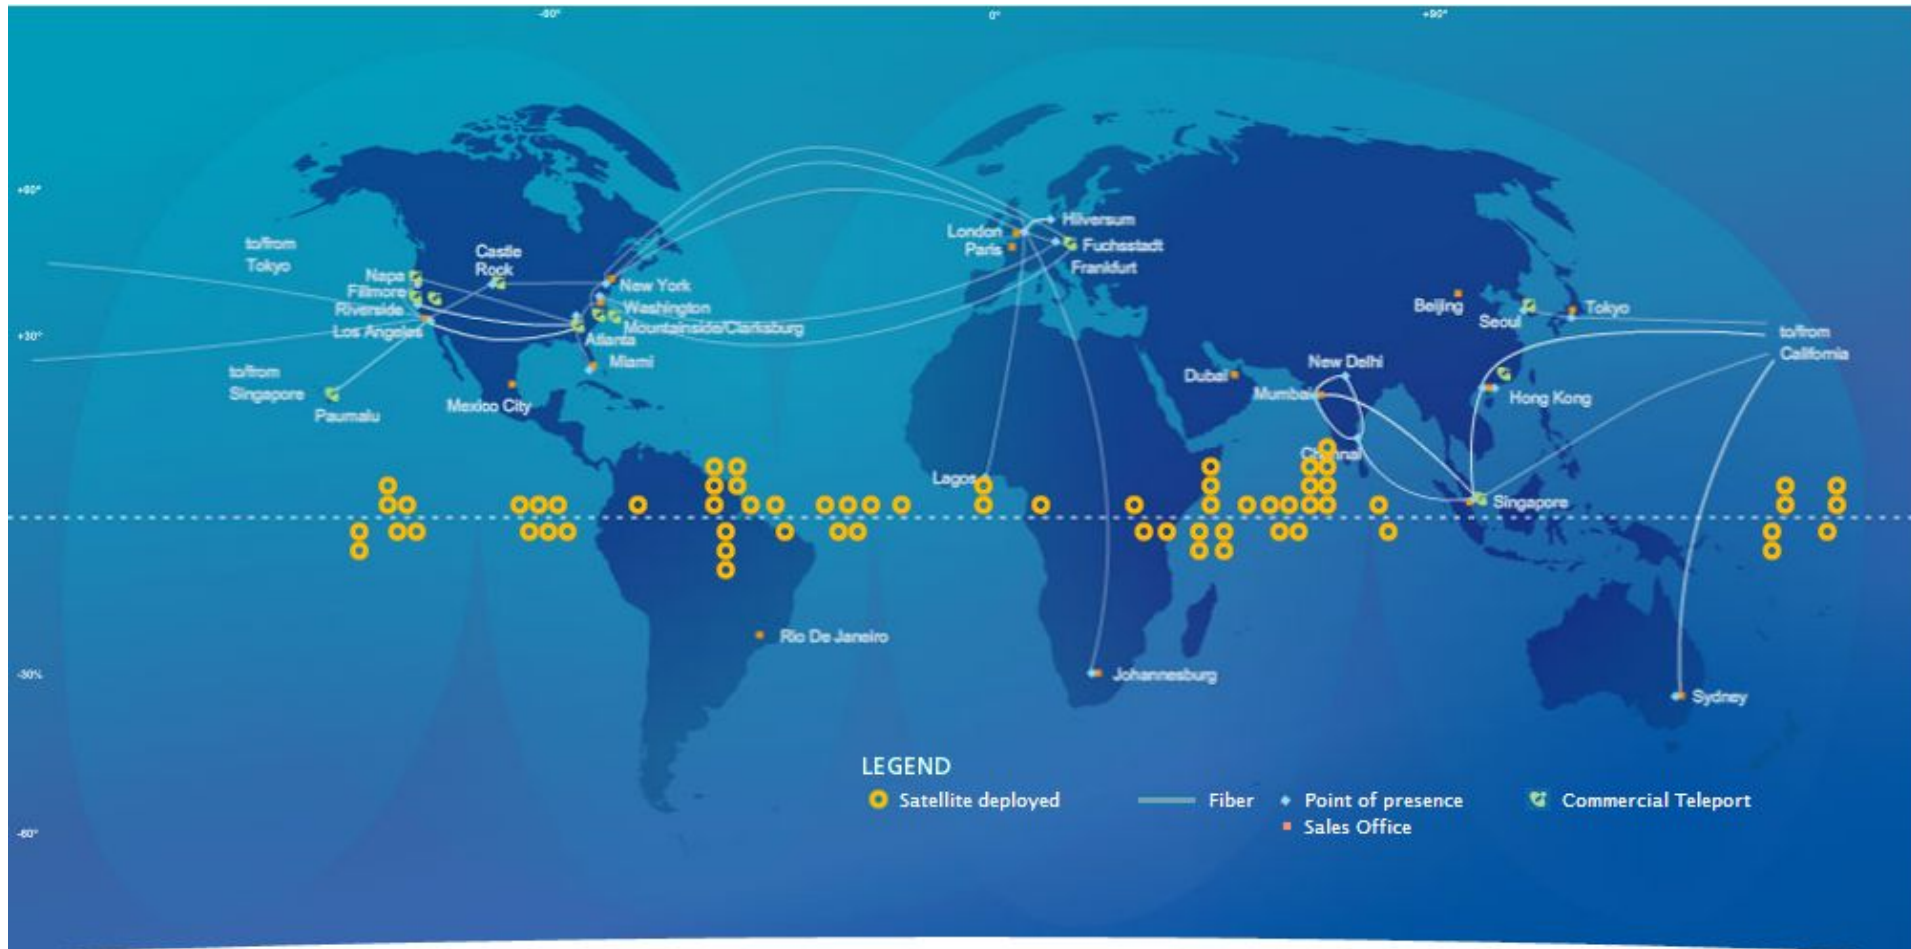 -90°
0°
+90°
+60°
to/from
Tokyo
Castle
Rock
Napa
Fillmore
Riverside
Los Angeles
New York
Washington
Mountainside/Clarksburg
Atlanta
Miami
to/from
Singapore
Paumalu
Mexico City
+30°
London
Paris
Hilversum
Fuchsstadt
Frankfurt
Beijing
Seoul
Tokyo
to/from
California
Dubai
New Delhi
Mumbai
Hong Kong
Chennai
Lagos
Singapore
Rio De Janeiro
Johannesburg
Sydney
-30%
-60°
LEGEND
Satellite deployed
Fiber
Point of presence
Commercial Teleport
Sales Office